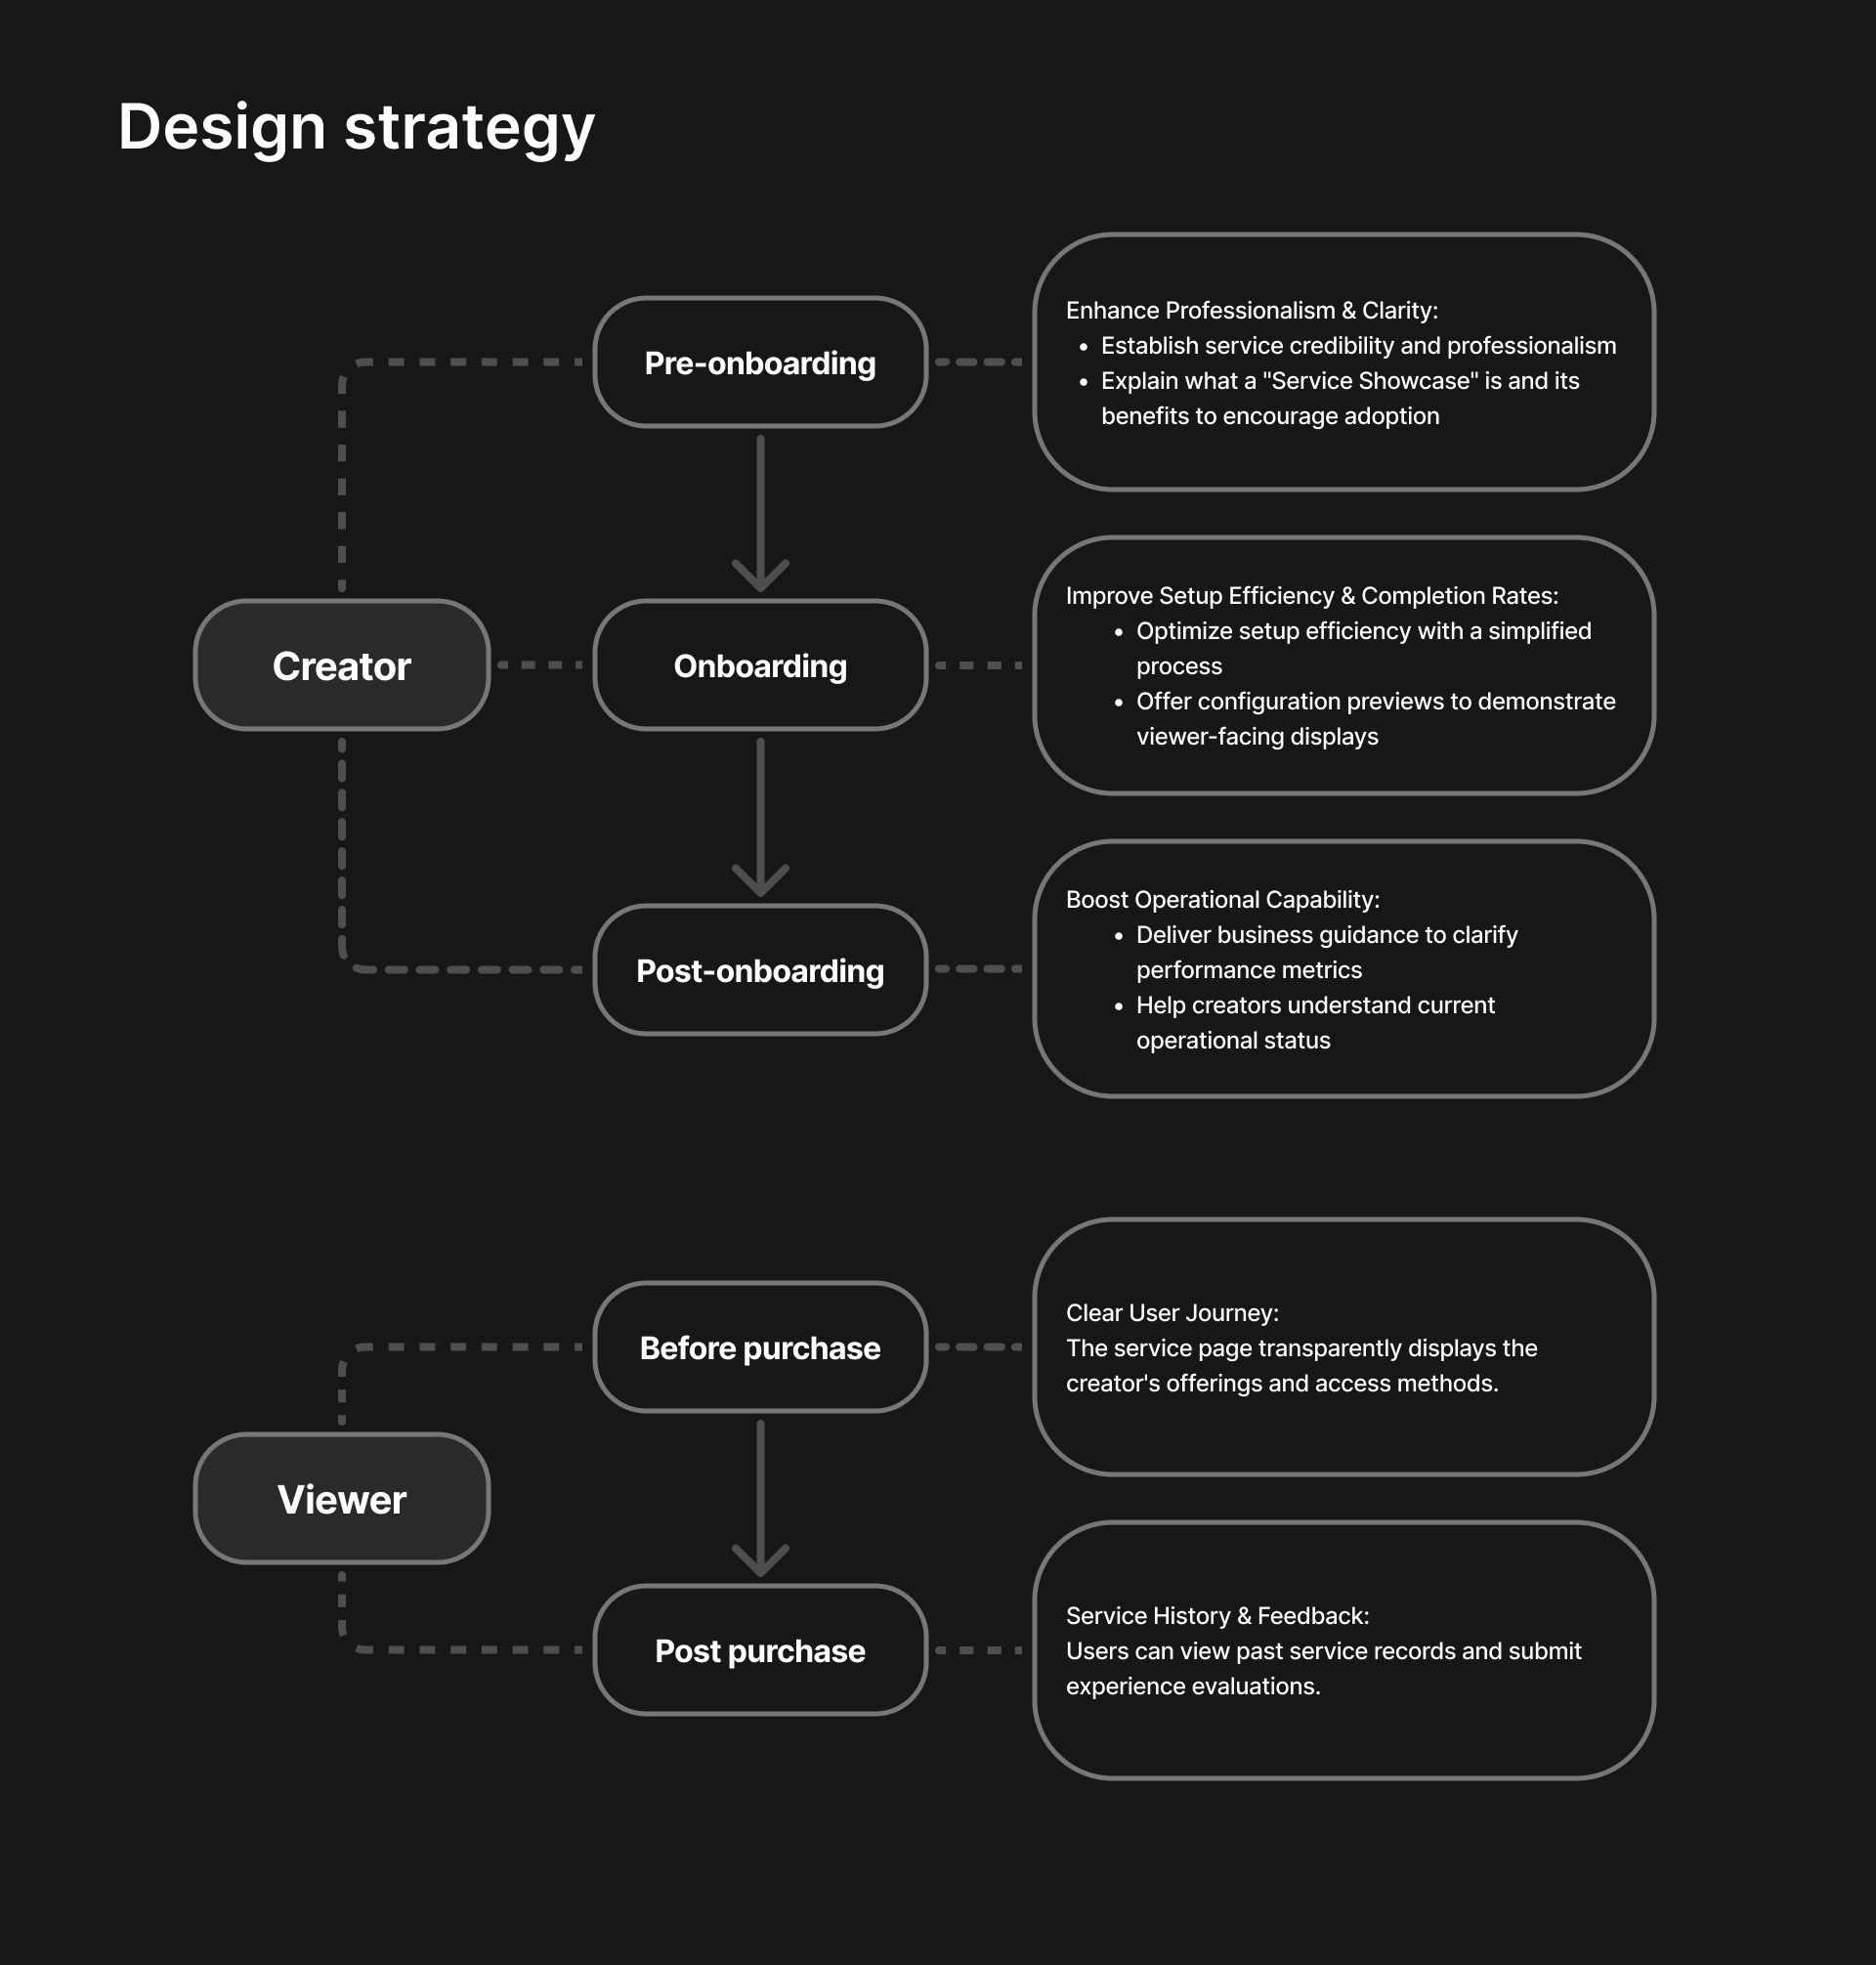 Design strategy
Pre-onboarding
Enhance Professionalism & Clarity:
• Establish service credibility and professionalism
• Explain what a "Service Showcase" is and its
benefits to encourage adoption
Creator
Onboarding
Improve Setup Efficiency & Completion Rates:
• Optimize setup efficiency with a simplified
process
• Offer configuration previews to demonstrate
viewer-facing displays
Post-onboarding
Boost Operational Capability:
• Deliver business guidance to clarify
performance metrics
• Help creators understand current
operational status
Before purchase
Clear User Journey:
The service page transparently displays the
creator's offerings and access methods.
Viewer
Post purchase
Service History & Feedback:
Users can view past service records and submit
experience evaluations.